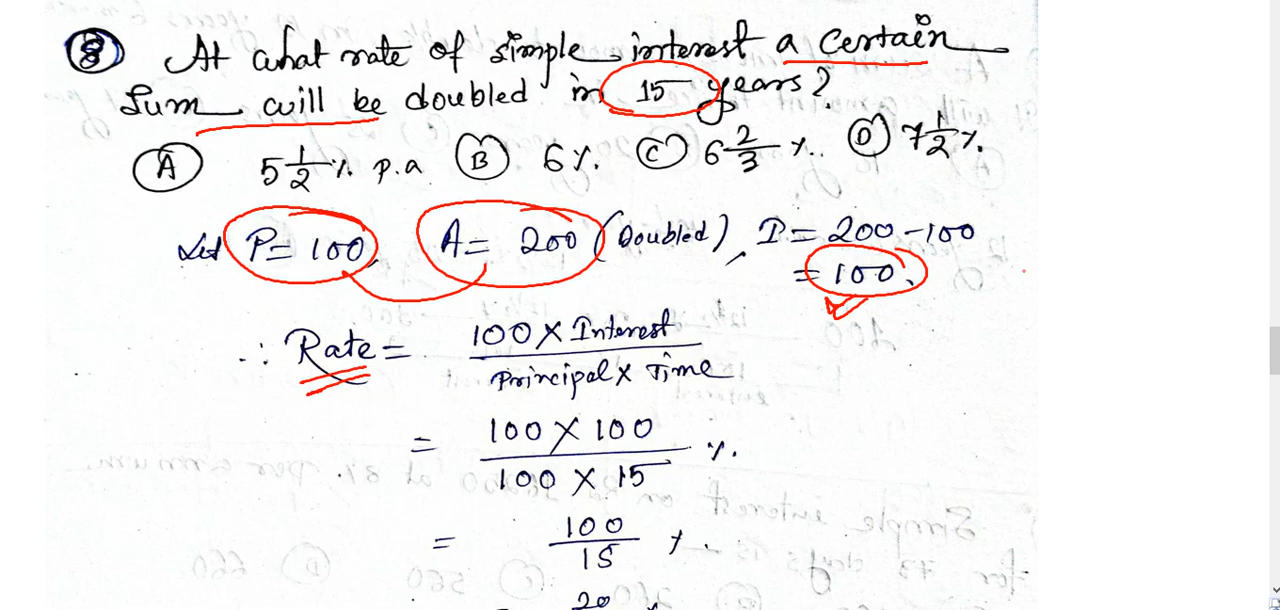 8 At what rate of simple interest a certain
Sum will be doubled in 15 years?
A 5 1/2 % p.a B 6 %. C 6 2/3 %. D 7 1/2 %.
Let P = 100, A = 200 (Doubled), I = 200 - 100
= 100.
∴ Rate = 100 × Interest / Principal × Time
= 100 × 100 / 100 × 15 %.
= 100 / 15 %.
20